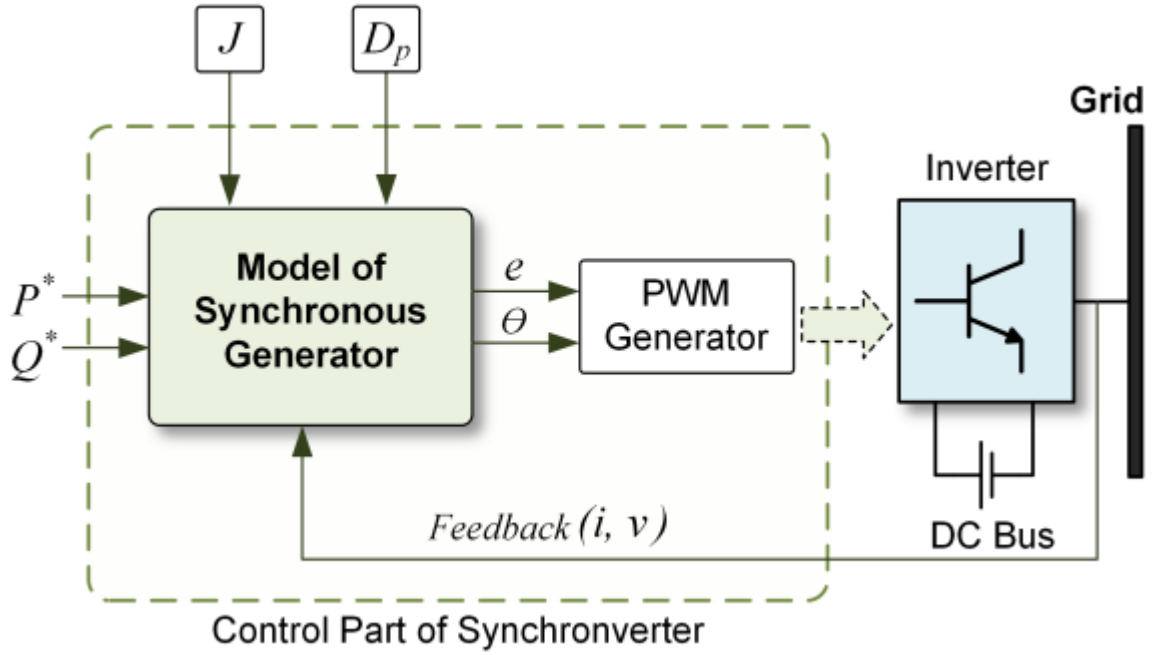 J
D_p
Grid
Inverter
Model of
Synchronous
Generator
P*
Q*
e
Θ
PWM
Generator
Feedback (i, v)
DC Bus
Control Part of Synchronverter